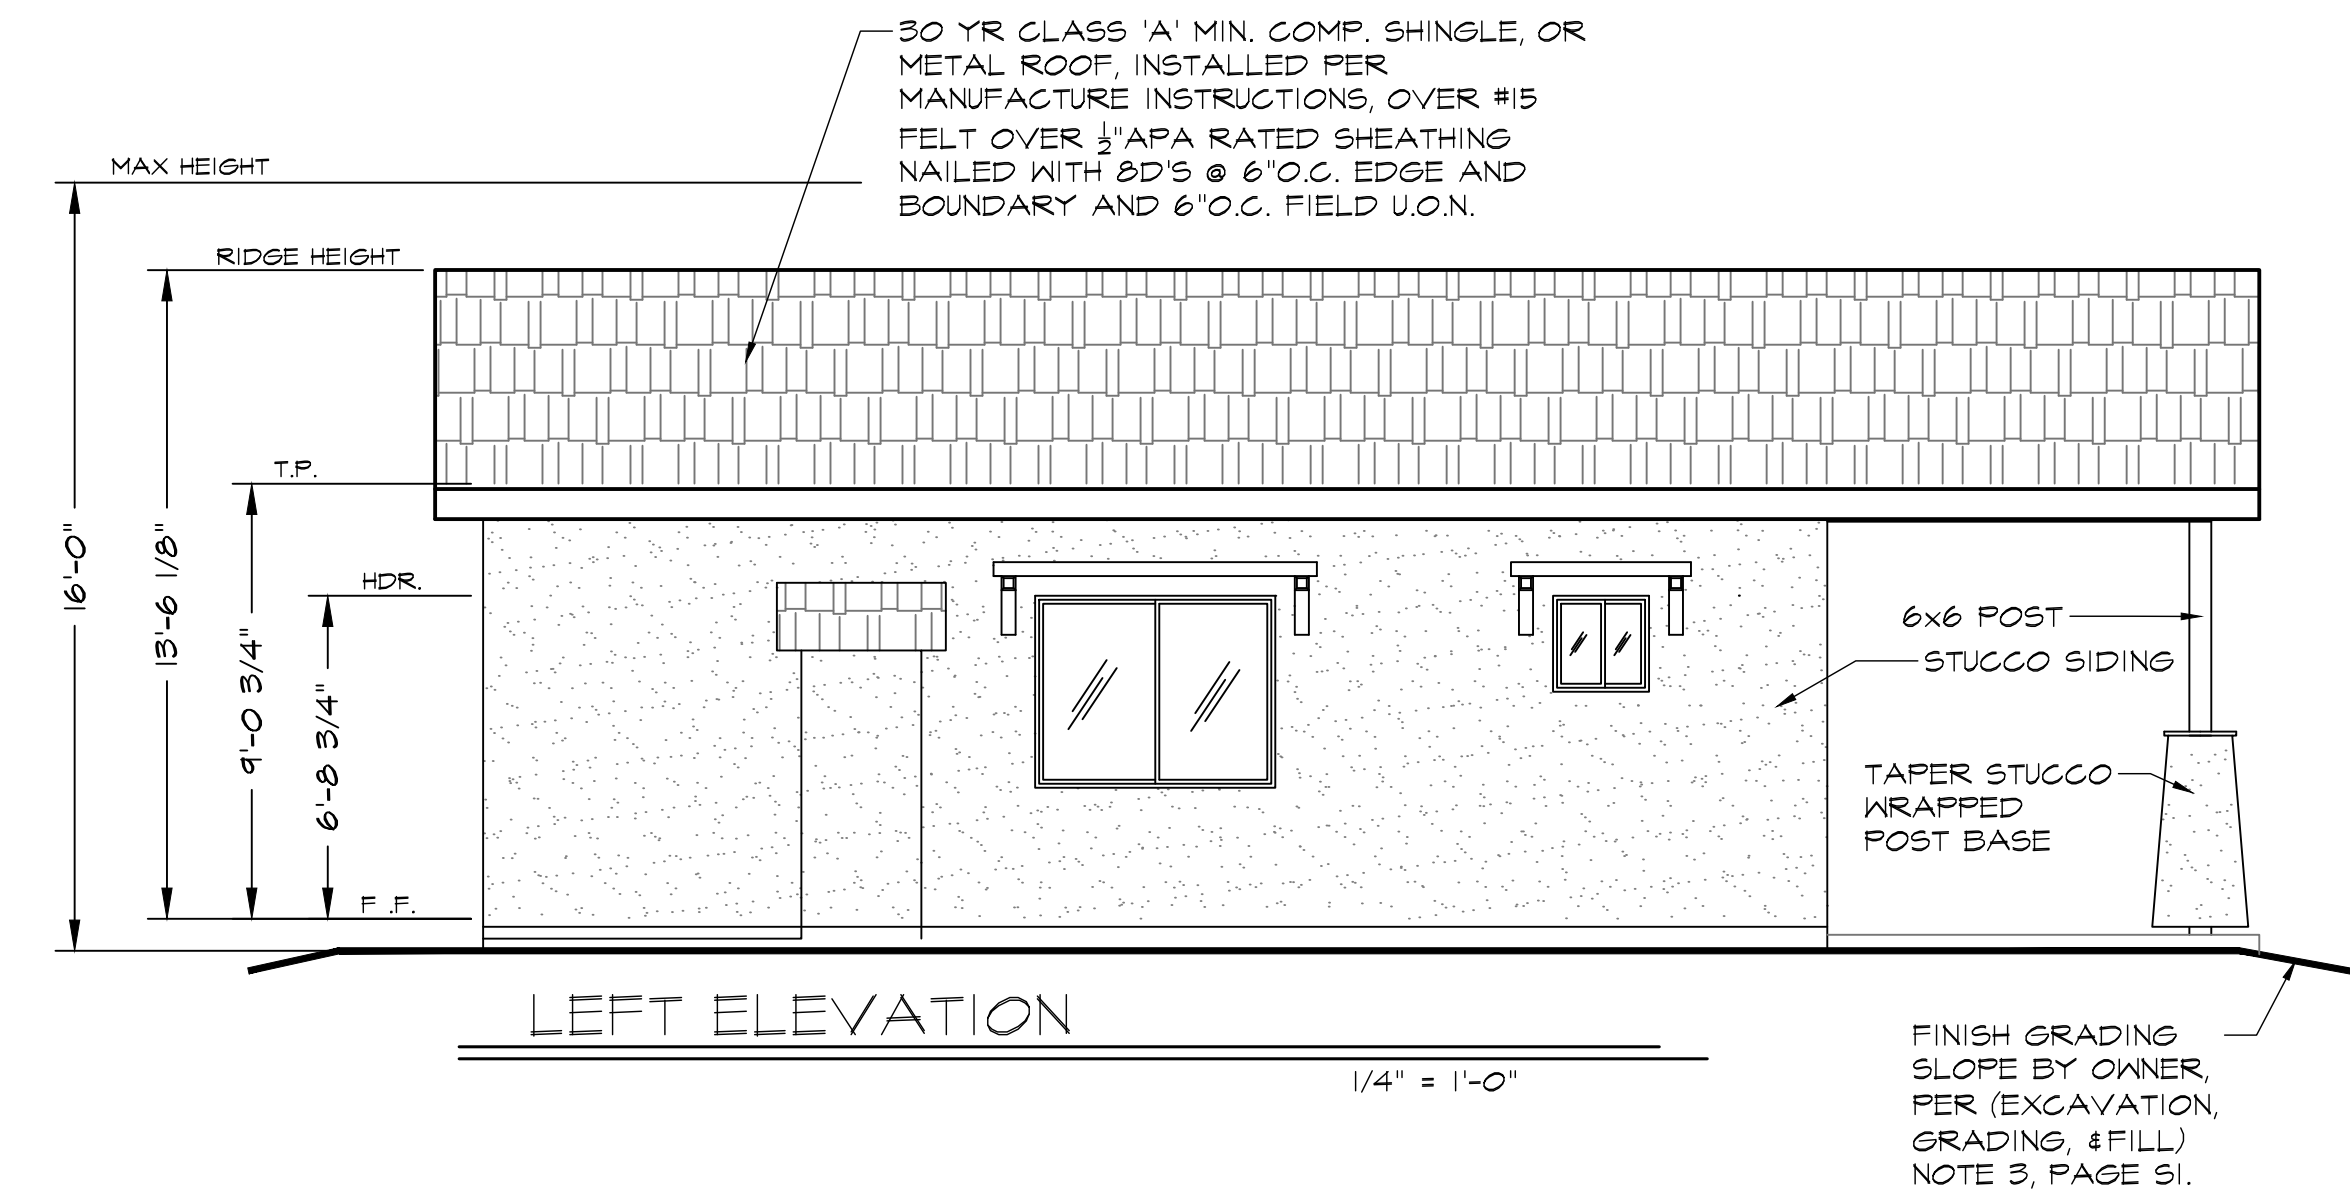 30 YR CLASS 'A' MIN. COMP. SHINGLE, OR
METAL ROOF, INSTALLED PER
MANUFACTURE INSTRUCTIONS, OVER #15
FELT OVER ½"APA RATED SHEATHING
NAILED WITH 8D'S @ 6"O.C. EDGE AND
BOUNDARY AND 6"O.C. FIELD U.O.N.
MAX HEIGHT
RIDGE HEIGHT
T.P.
HDR.
F .F.
16'-0"
13'-6 1/8"
9'-0 3/4"
6'-8 3/4"
6x6 POST
STUCCO SIDING
TAPER STUCCO
WRAPPED
POST BASE
LEFT ELEVATION
1/4" = 1'-0"
FINISH GRADING
SLOPE BY OWNER,
PER (EXCAVATION,
GRADING, &FILL)
NOTE 3, PAGE S1.